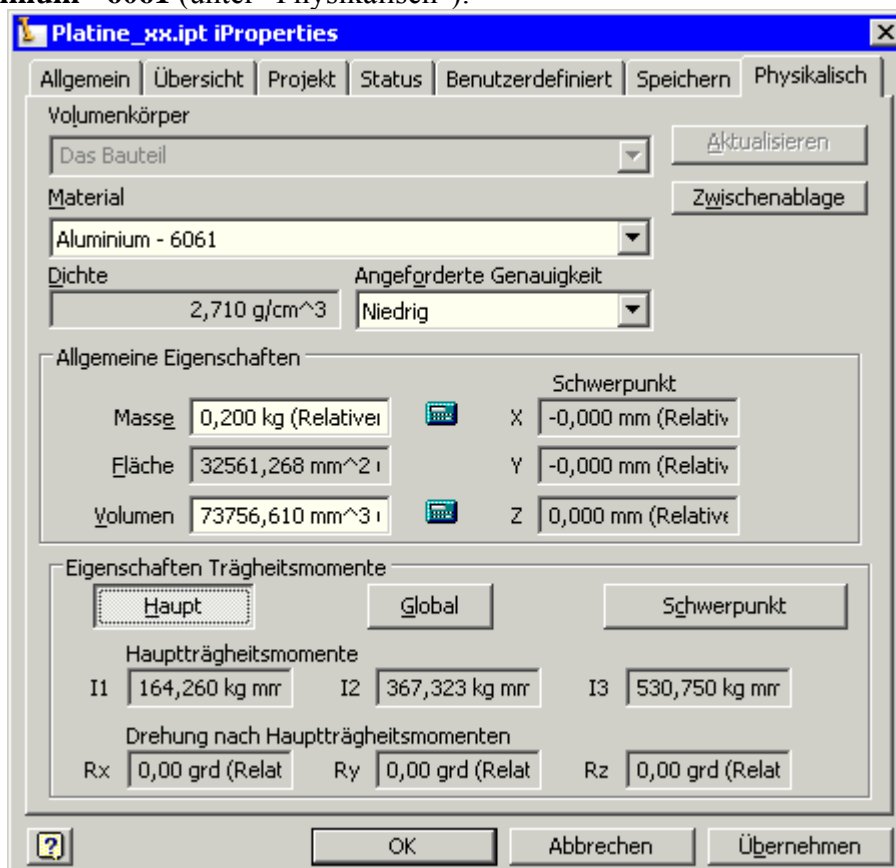 6061 (unter "Physikalisch").
Platine_xx.ipt iProperties
Allgemein Übersicht Projekt Status Benutzerdefiniert Speichern Physikalisch
Volumenkörper
Das Bauteil Aktualisieren
Material Zwischenablage
Aluminium - 6061
Dichte Angeforderte Genauigkeit
2,710 g/cm^3 Niedrig
Allgemeine Eigenschaften
Schwerpunkt
Masse 0,200 kg (Relativer X -0,000 mm (Relativ
Fläche 32561,268 mm^2 Y -0,000 mm (Relativ
Volumen 73756,610 mm^3 Z 0,000 mm (Relative
Eigenschaften Trägheitsmomente
Haupt Global Schwerpunkt
Hauptträgheitsmomente
I1 164,260 kg mm I2 367,323 kg mm I3 530,750 kg mm
Drehung nach Hauptträgheitsmomenten
Rx 0,00 grd (Relat Ry 0,00 grd (Relat Rz 0,00 grd (Relat
OK Abbrechen Übernehmen